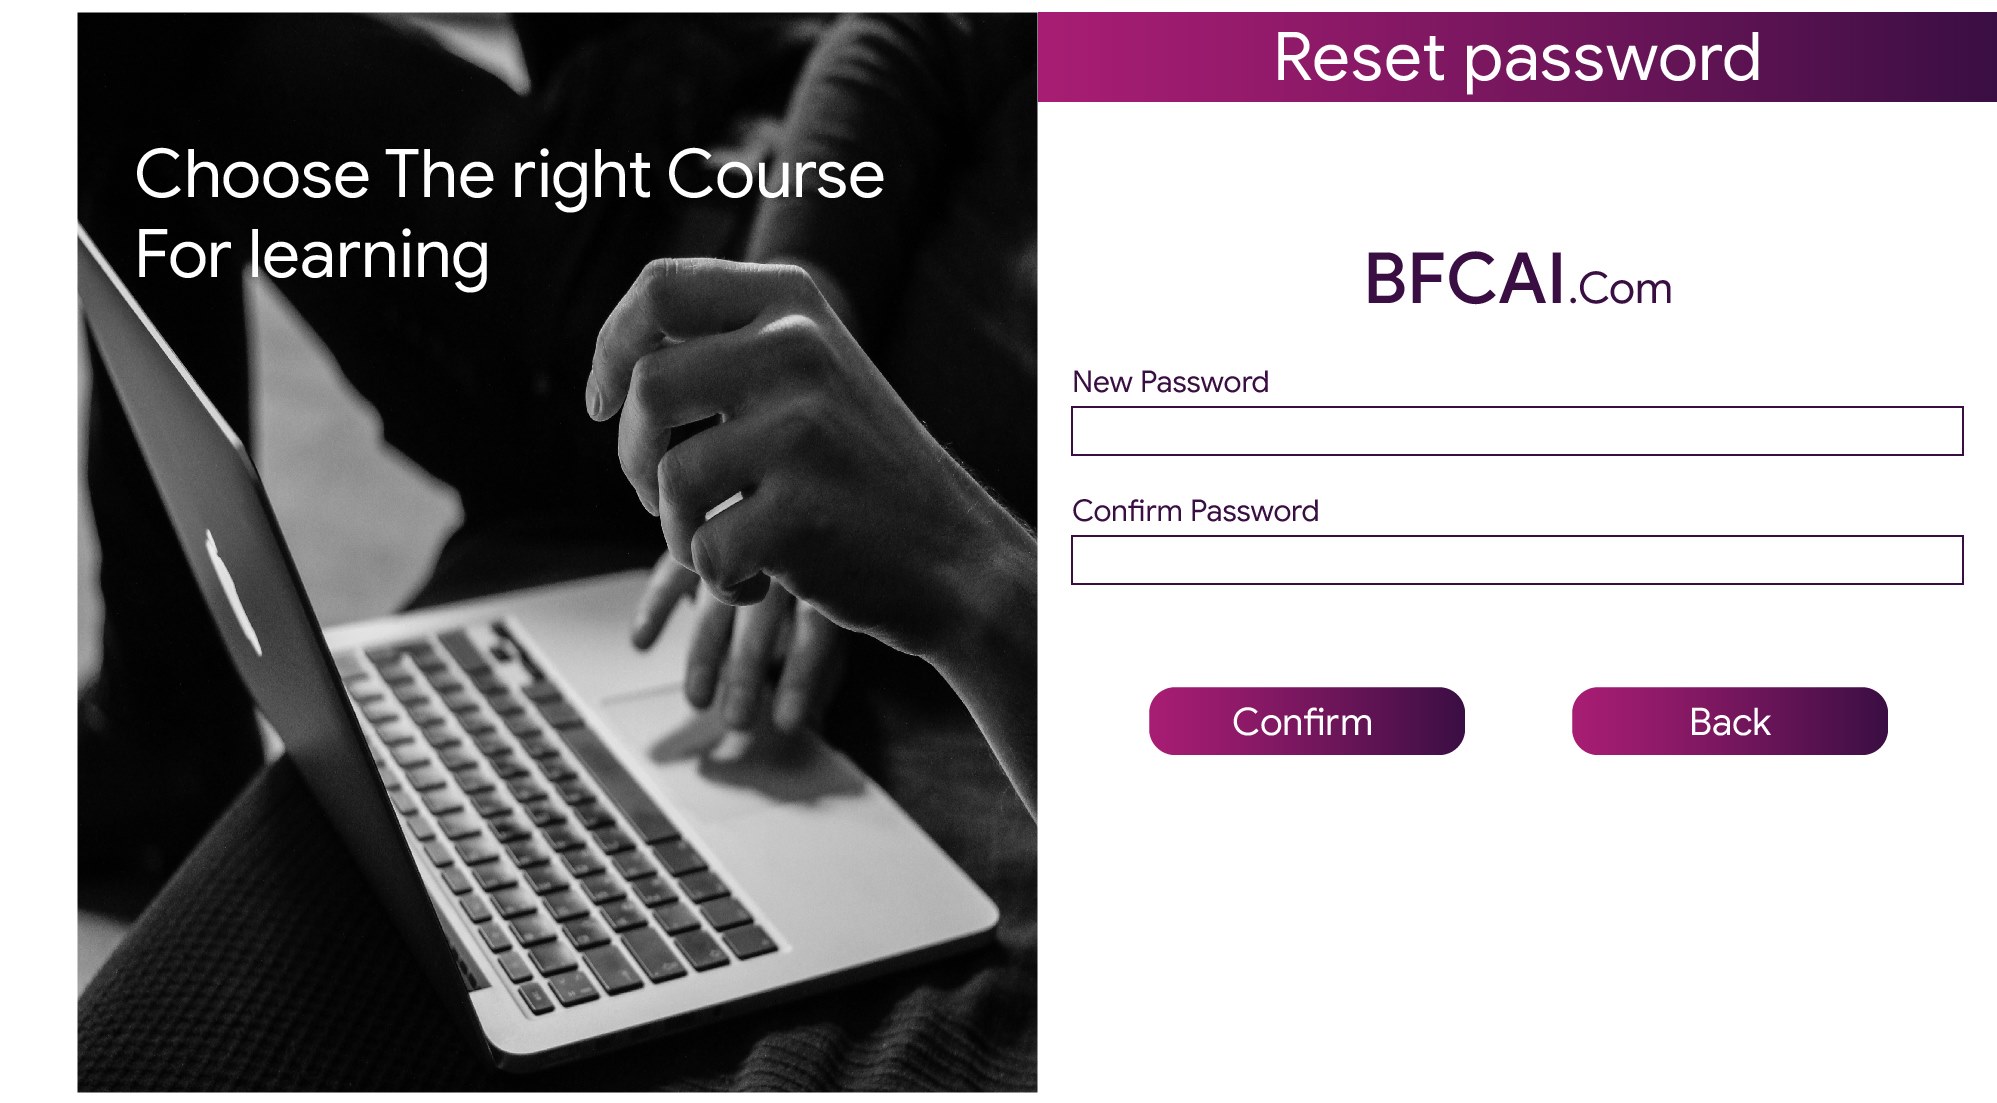 Choose The right Course
For learning
Reset password
BFCAI.Com
New Password
Confirm Password
Confirm
Back